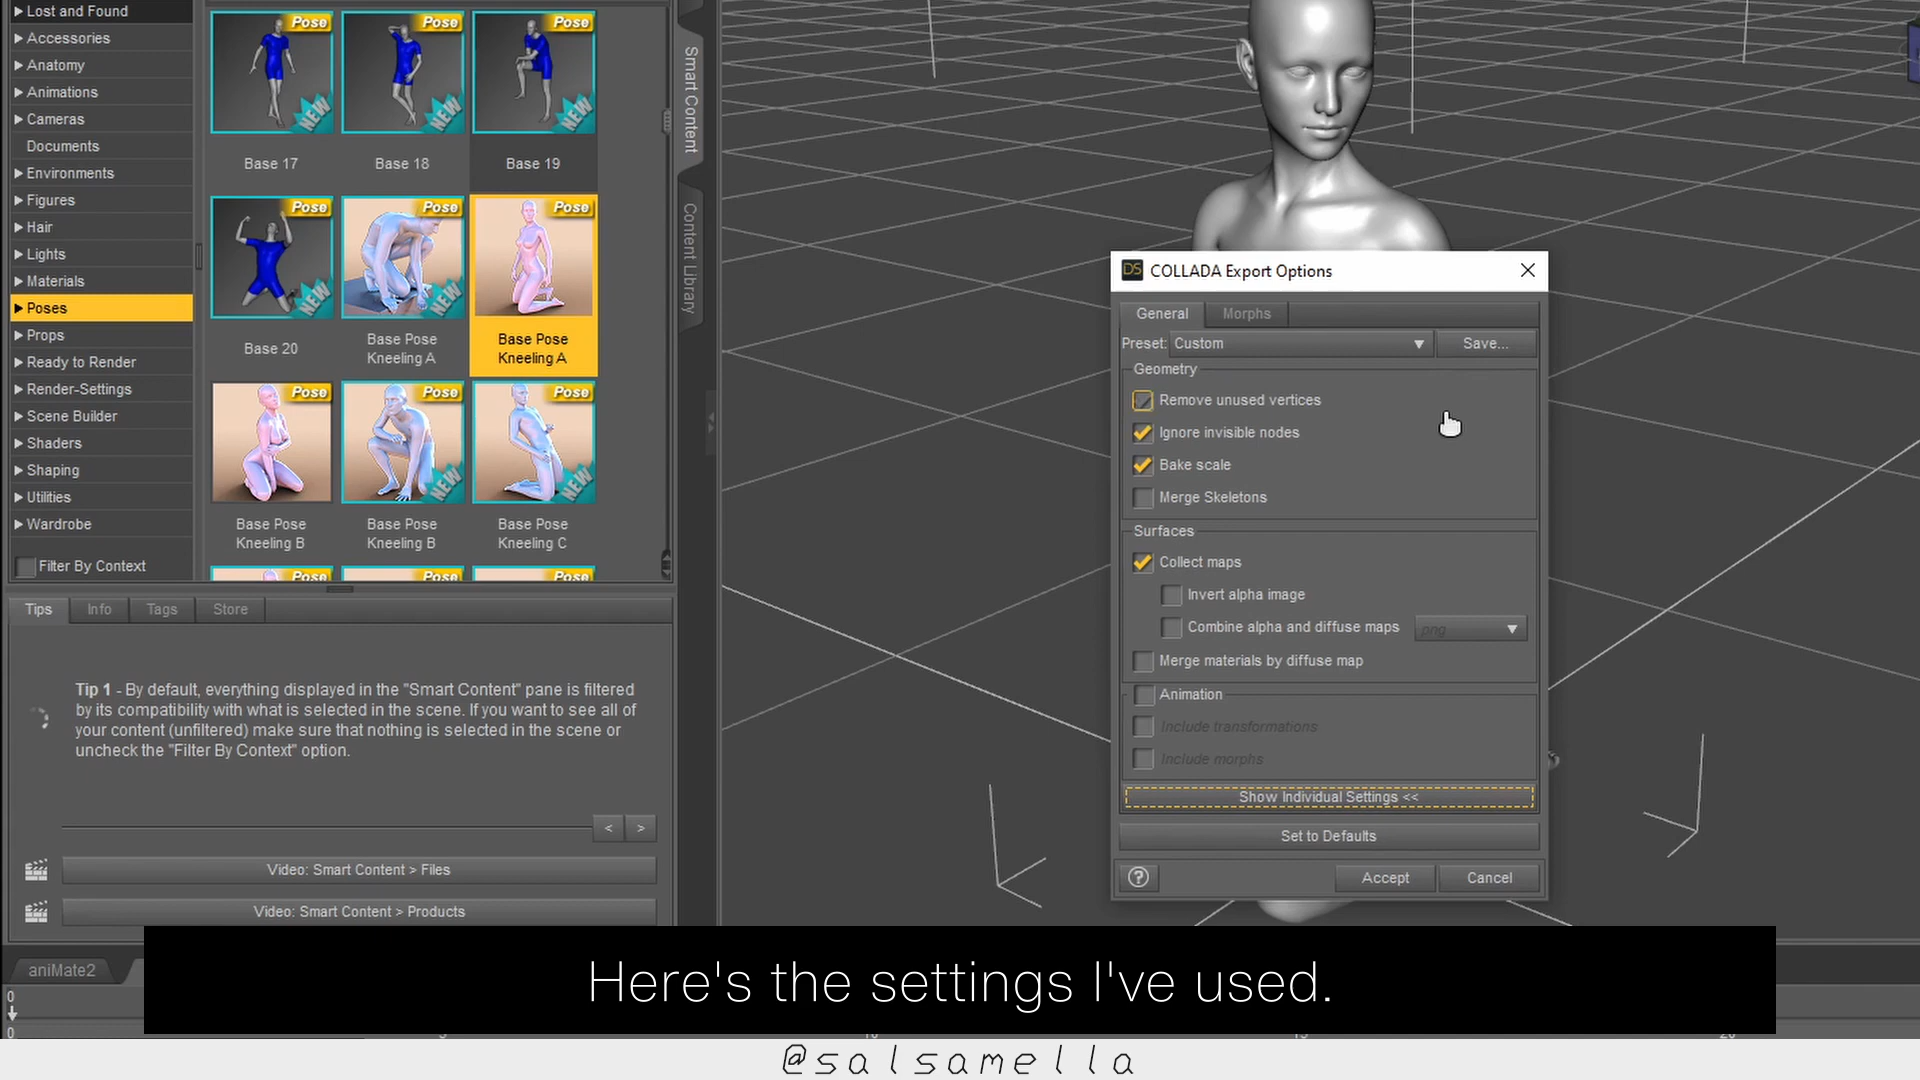 Lost and Found
Accessories
Anatomy
Animations
Cameras
Documents
Environments
Figures
Hair
Lights
Materials
Poses
Props
Ready to Render
Render-Settings
Scene Builder
Shaders
Shaping
Utilities
Wardrobe
Filter By Context
Pose
NEW
Base 17
Pose
NEW
Base 18
Pose
NEW
Base 19
Pose
NEW
Base 20
Pose
NEW
Base Pose
Kneeling A
Pose
Base Pose
Kneeling A
Pose
Base Pose
Kneeling B
Pose
NEW
Base Pose
Kneeling B
Pose
NEW
Base Pose
Kneeling C
Pose
Pose
Pose
Smart Content
Content Library
Tips
Info
Tags
Store
Tip 1 - By default, everything displayed in the "Smart Content" pane is filtered
by its compatibility with what is selected in the scene. If you want to see all of
your content (unfiltered) make sure that nothing is selected in the scene or
uncheck the "Filter By Context" option.
<
>
Video: Smart Content > Files
Video: Smart Content > Products
aniMate2
0
0
DS COLLADA Export Options
General
Morphs
Preset: Custom
Save...
Geometry
Remove unused vertices
Ignore invisible nodes
Bake scale
Merge Skeletons
Surfaces
Collect maps
Invert alpha image
Combine alpha and diffuse maps
png
Merge materials by diffuse map
Animation
Include transformations
Include morphs
Show Individual Settings <<
Set to Defaults
?
Accept
Cancel
Here's the settings I've used.
@salsamella